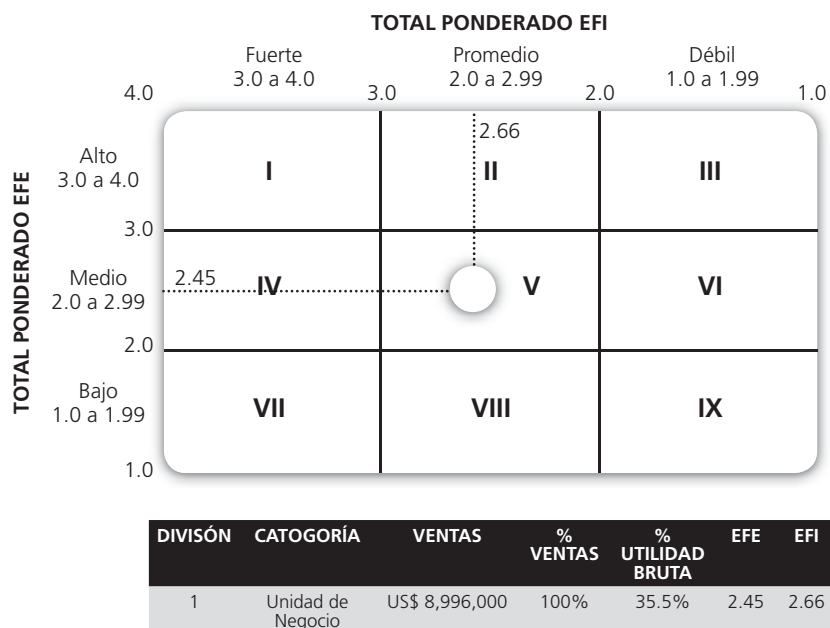 TOTAL PONDERADO EFI
Fuerte
3.0 a 4.0
Promedio
2.0 a 2.99
Débil
1.0 a 1.99
4.0
3.0
2.0
1.0
2.66
TOTAL PONDERADO EFE
Alto
3.0 a 4.0
I
II
III
3.0
Medio
2.0 a 2.99
2.45
IV
V
VI
2.0
Bajo
1.0 a 1.99
VII
VIII
IX
1.0
DIVISÓN
CATOGORÍA
VENTAS
%
VENTAS
%
UTILIDAD
BRUTA
EFE
EFI
1
Unidad de
Negocio
US$ 8,996,000
100%
35.5%
2.45
2.66